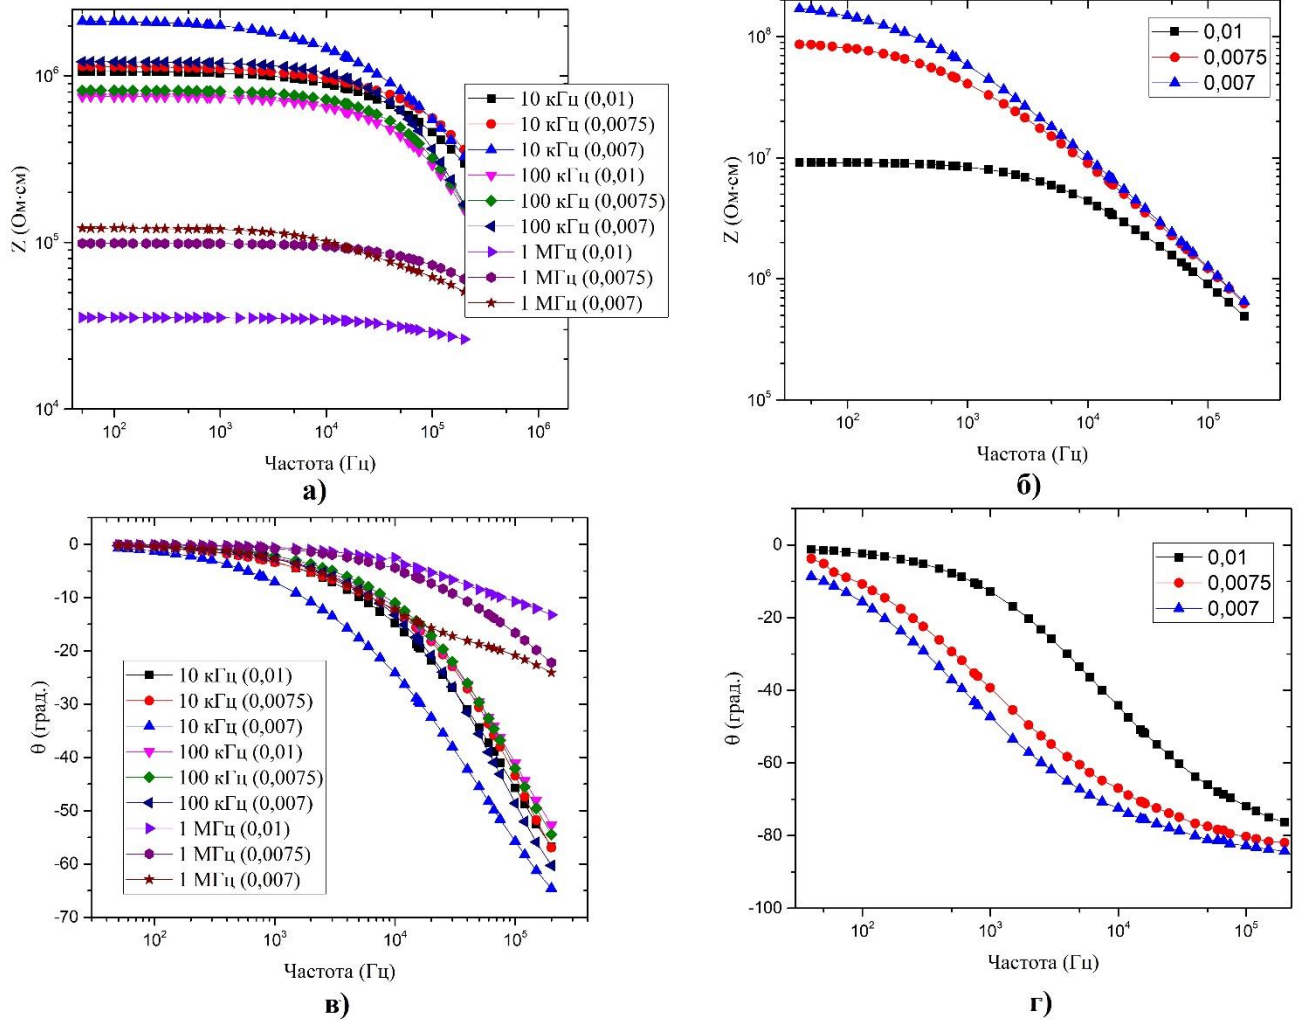 10⁶
10⁵
10⁴
Z (Ом·см)
10 кГц (0,01)
10 кГц (0,0075)
10 кГц (0,007)
100 кГц (0,01)
100 кГц (0,0075)
100 кГц (0,007)
1 МГц (0,01)
1 МГц (0,0075)
1 МГц (0,007)
10² 10³ 10⁴ 10⁵ 10⁶
Частота (Гц)
а)
10⁸
10⁷
10⁶
10⁵
Z (Ом·см)
0,01
0,0075
0,007
10² 10³ 10⁴ 10⁵
Частота (Гц)
б)
0
-10
-20
-30
-40
-50
-60
-70
θ (град.)
10 кГц (0,01)
10 кГц (0,0075)
10 кГц (0,007)
100 кГц (0,01)
100 кГц (0,0075)
100 кГц (0,007)
1 МГц (0,01)
1 МГц (0,0075)
1 МГц (0,007)
10² 10³ 10⁴ 10⁵
Частота (Гц)
в)
0
-20
-40
-60
-80
-100
θ (град.)
0,01
0,0075
0,007
10² 10³ 10⁴ 10⁵
Частота (Гц)
г)